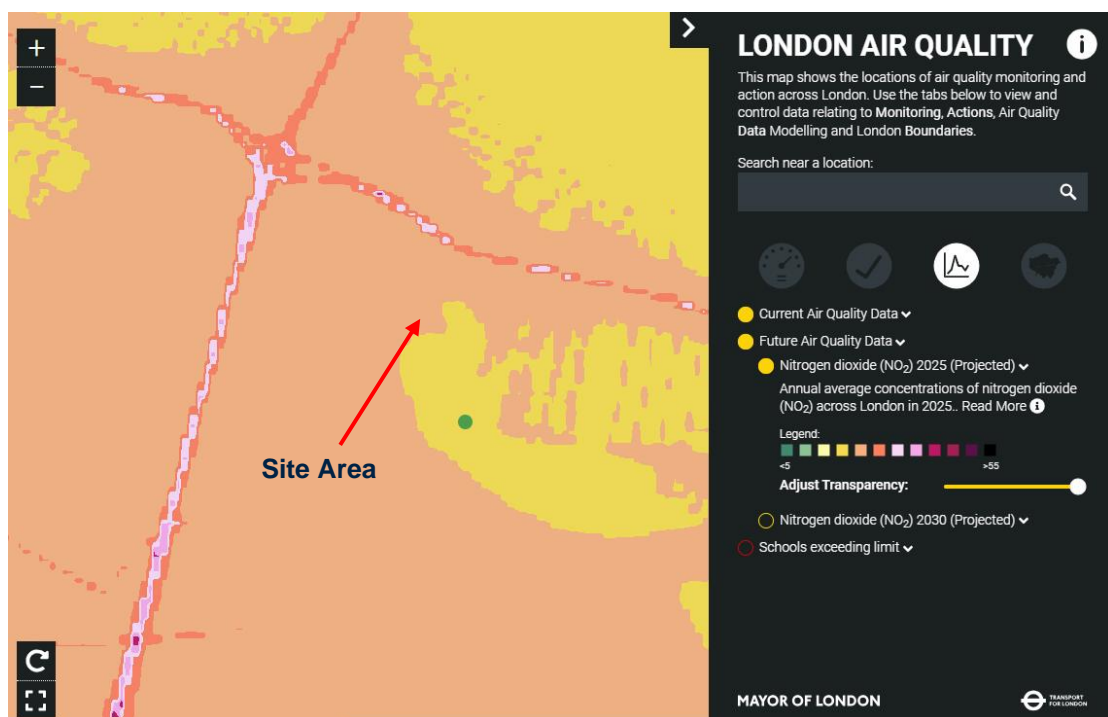 +
−
Site Area
LONDON AIR QUALITY
i
This map shows the locations of air quality monitoring and
action across London. Use the tabs below to view and
control data relating to Monitoring, Actions, Air Quality
Data Modelling and London Boundaries.
Search near a location:
Current Air Quality Data
Future Air Quality Data
Nitrogen dioxide (NO₂) 2025 (Projected)
Annual average concentrations of nitrogen dioxide
(NO₂) across London in 2025.. Read More i
Legend:
<5 >55
Adjust Transparency:
Nitrogen dioxide (NO₂) 2030 (Projected)
Schools exceeding limit
MAYOR OF LONDON
TRANSPORT
FOR LONDON